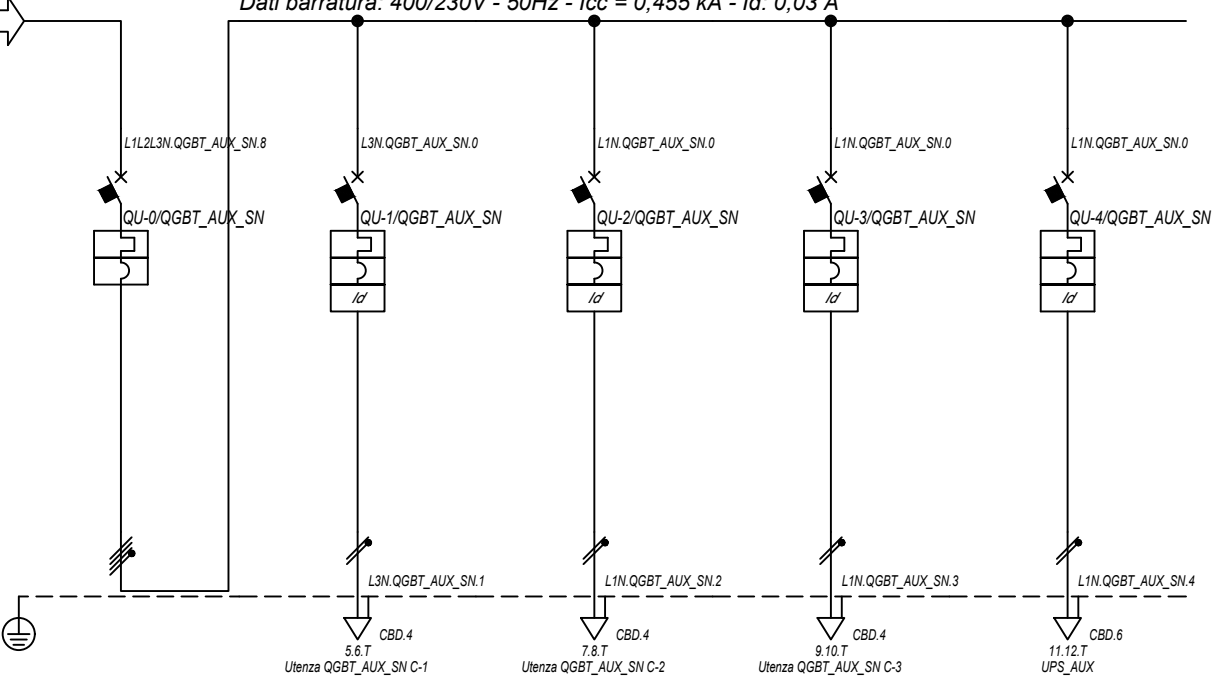 Dati barratura: 400/230V - 50Hz - Icc = 0,455 kA - Id: 0,03 A
L1L2L3N.QGBT_AUX_SN.8
L3N.QGBT_AUX_SN.0
L1N.QGBT_AUX_SN.0
L1N.QGBT_AUX_SN.0
L1N.QGBT_AUX_SN.0
QU-0/QGBT_AUX_SN
QU-1/QGBT_AUX_SN
QU-2/QGBT_AUX_SN
QU-3/QGBT_AUX_SN
QU-4/QGBT_AUX_SN
Id
Id
Id
Id
L3N.QGBT_AUX_SN.1
L1N.QGBT_AUX_SN.2
L1N.QGBT_AUX_SN.3
L1N.QGBT_AUX_SN.4
CBD.4
CBD.4
CBD.4
CBD.6
5.6.T
7.8.T
9.10.T
11.12.T
Utenza QGBT_AUX_SN C-1
Utenza QGBT_AUX_SN C-2
Utenza QGBT_AUX_SN C-3
UPS_AUX